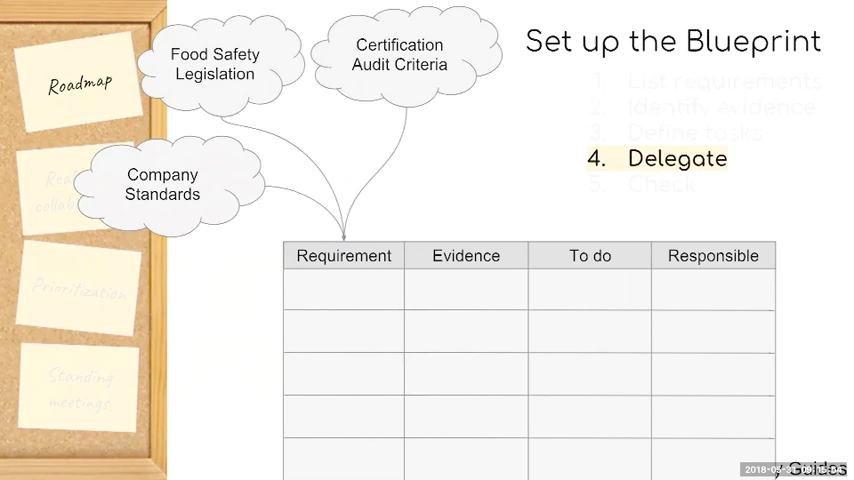 Roadmap
Prioritization
Standing
meetings
Food Safety
Legislation
Certification
Audit Criteria
Company
Standards
Set up the Blueprint
1. List requirements
2. Identify evidence
3. Define tasks
4. Delegate
5. Check
Requirement Evidence To do Responsible
Guides